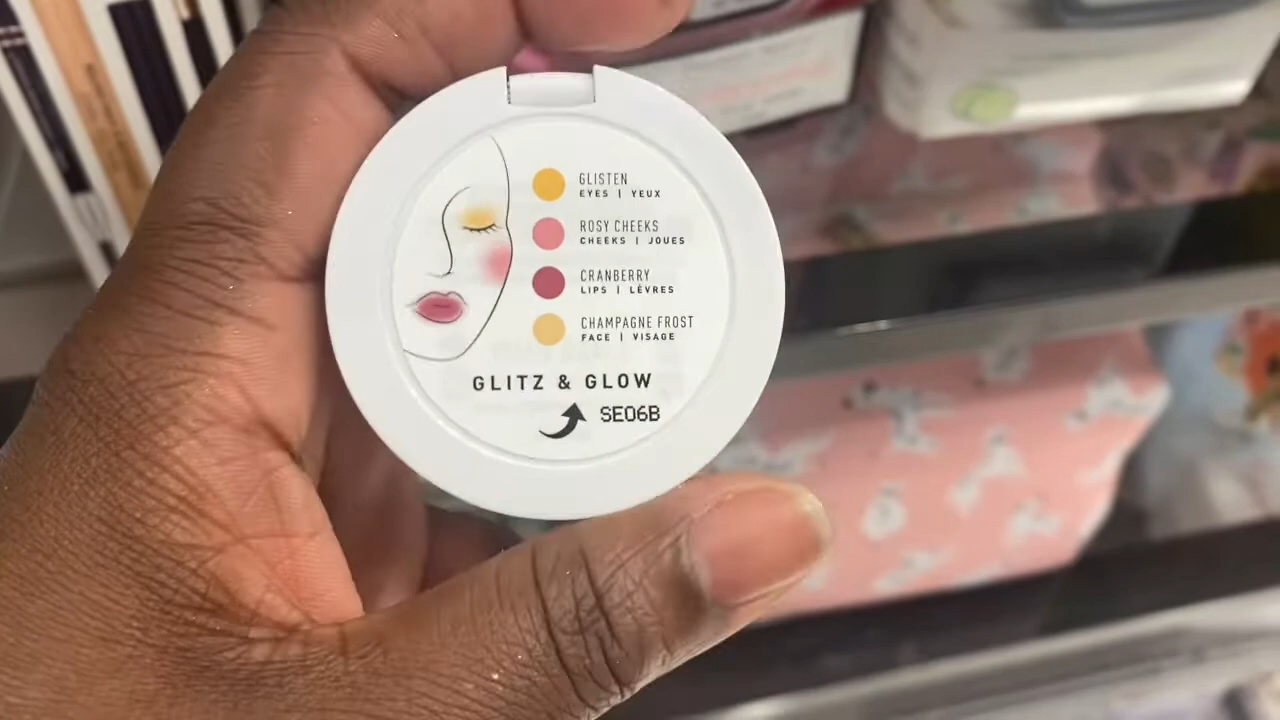 GLISTEN
EYES | YEUX
ROSY CHEEKS
CHEEKS | JOUES
CRANBERRY
LIPS | LÈVRES
CHAMPAGNE FROST
FACE | VISAGE
GLITZ & GLOW
SE06B